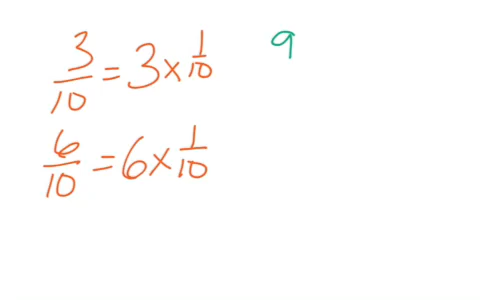 3/10 = 3 × 1/10
9
6/10 = 6 × 1/10